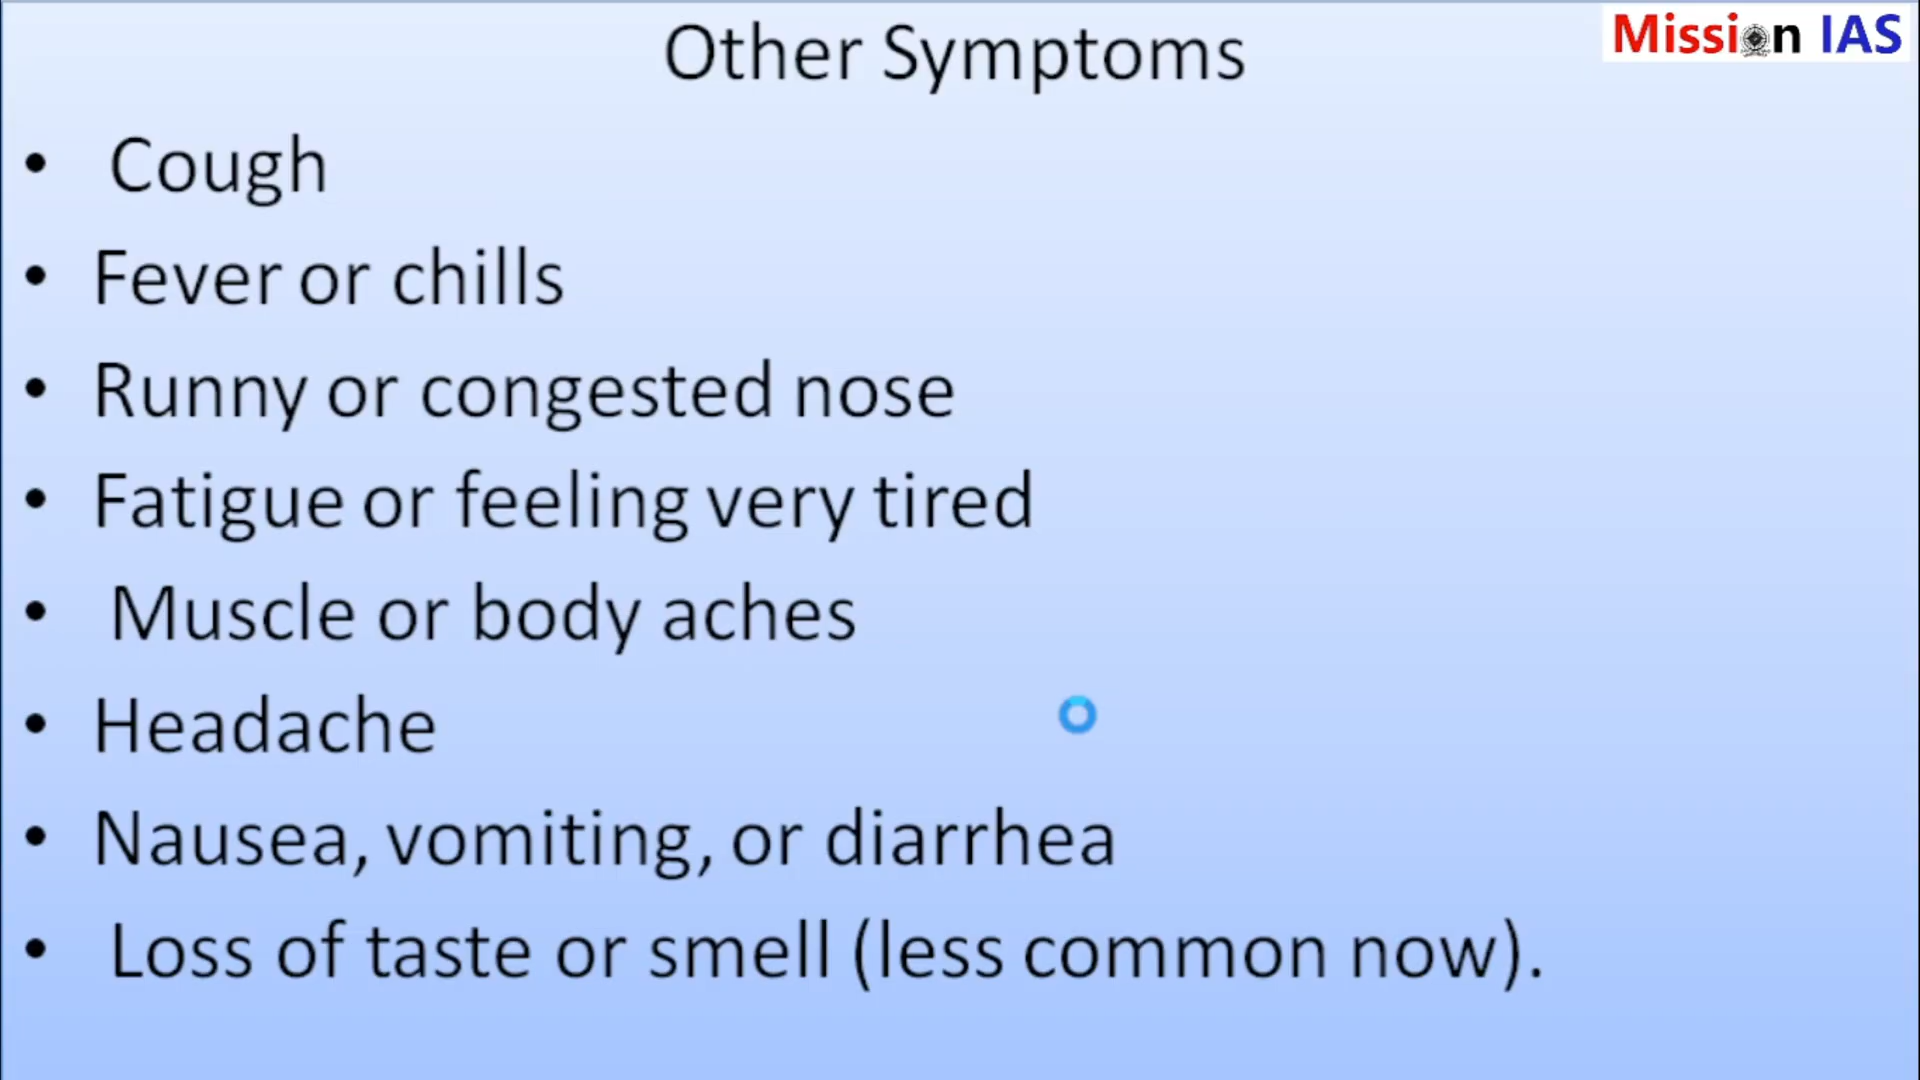 Other Symptoms
Mission IAS
• Cough
• Fever or chills
• Runny or congested nose
• Fatigue or feeling very tired
• Muscle or body aches
• Headache
• Nausea, vomiting, or diarrhea
• Loss of taste or smell (less common now).